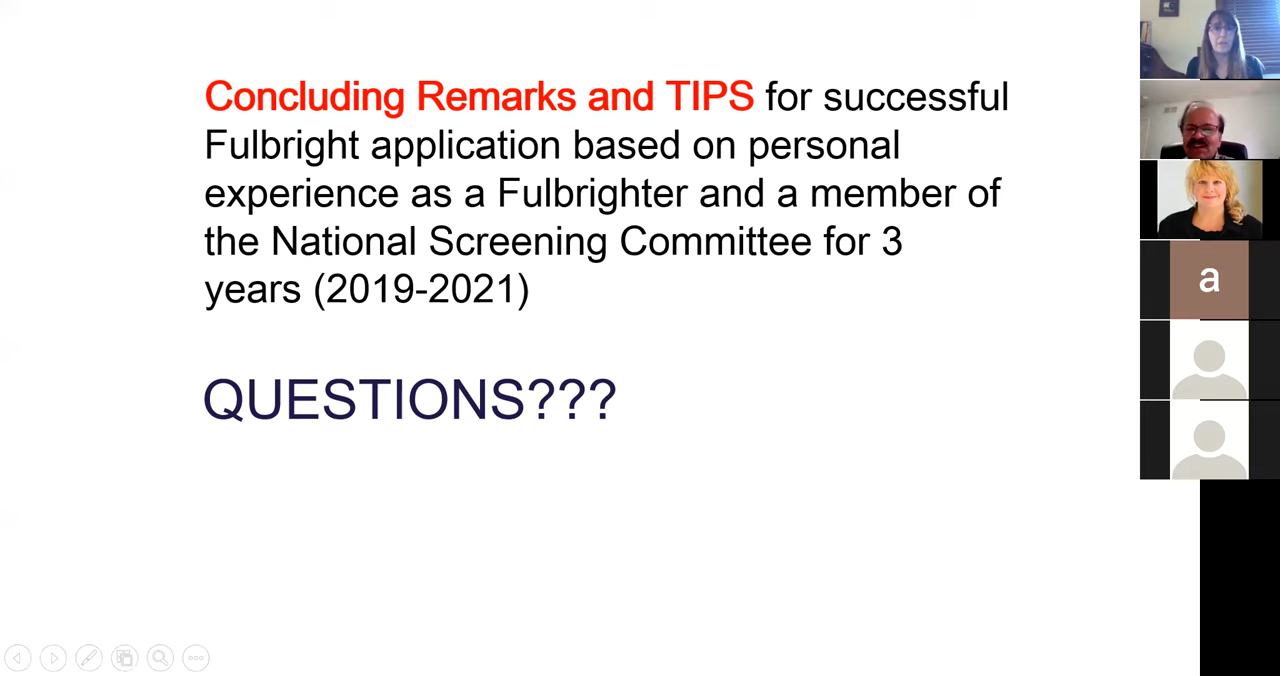 Concluding Remarks and TIPS for successful
Fulbright application based on personal
experience as a Fulbrighter and a member of
the National Screening Committee for 3
years (2019-2021)
QUESTIONS???
a